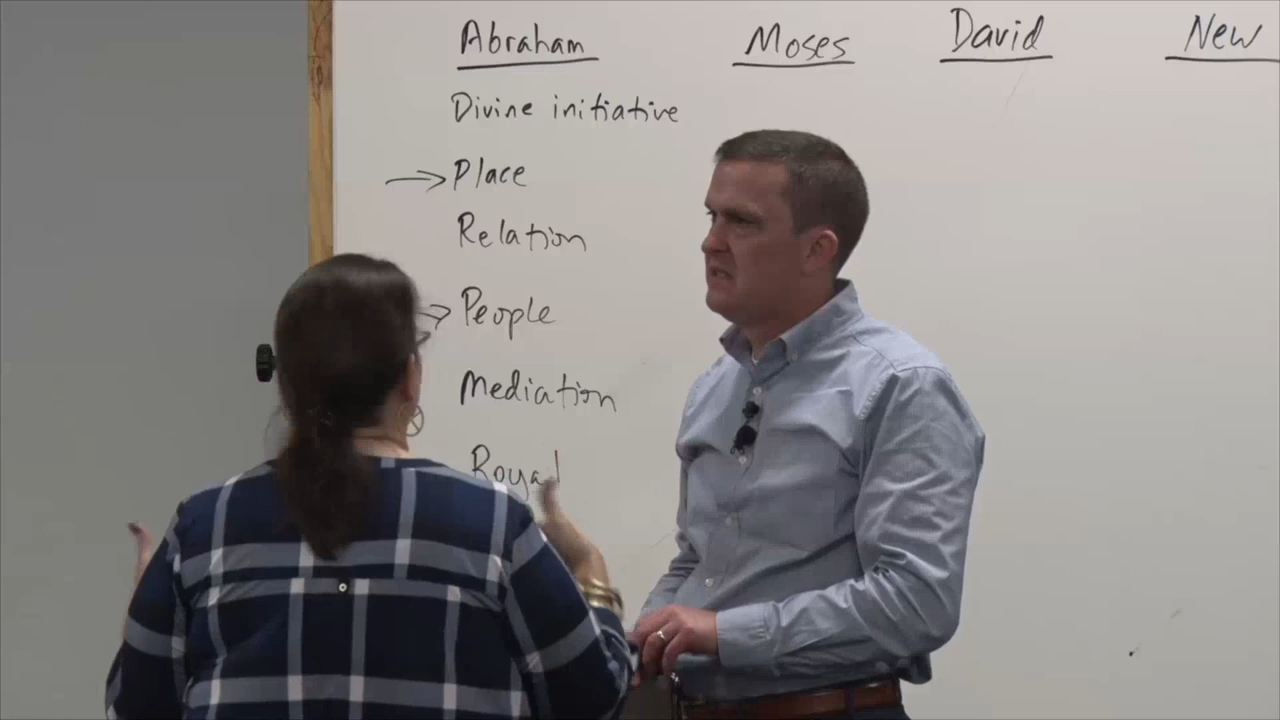 Abraham Moses David New
Divine initiative
→ Place
Relation
→ People
Mediation
Royal